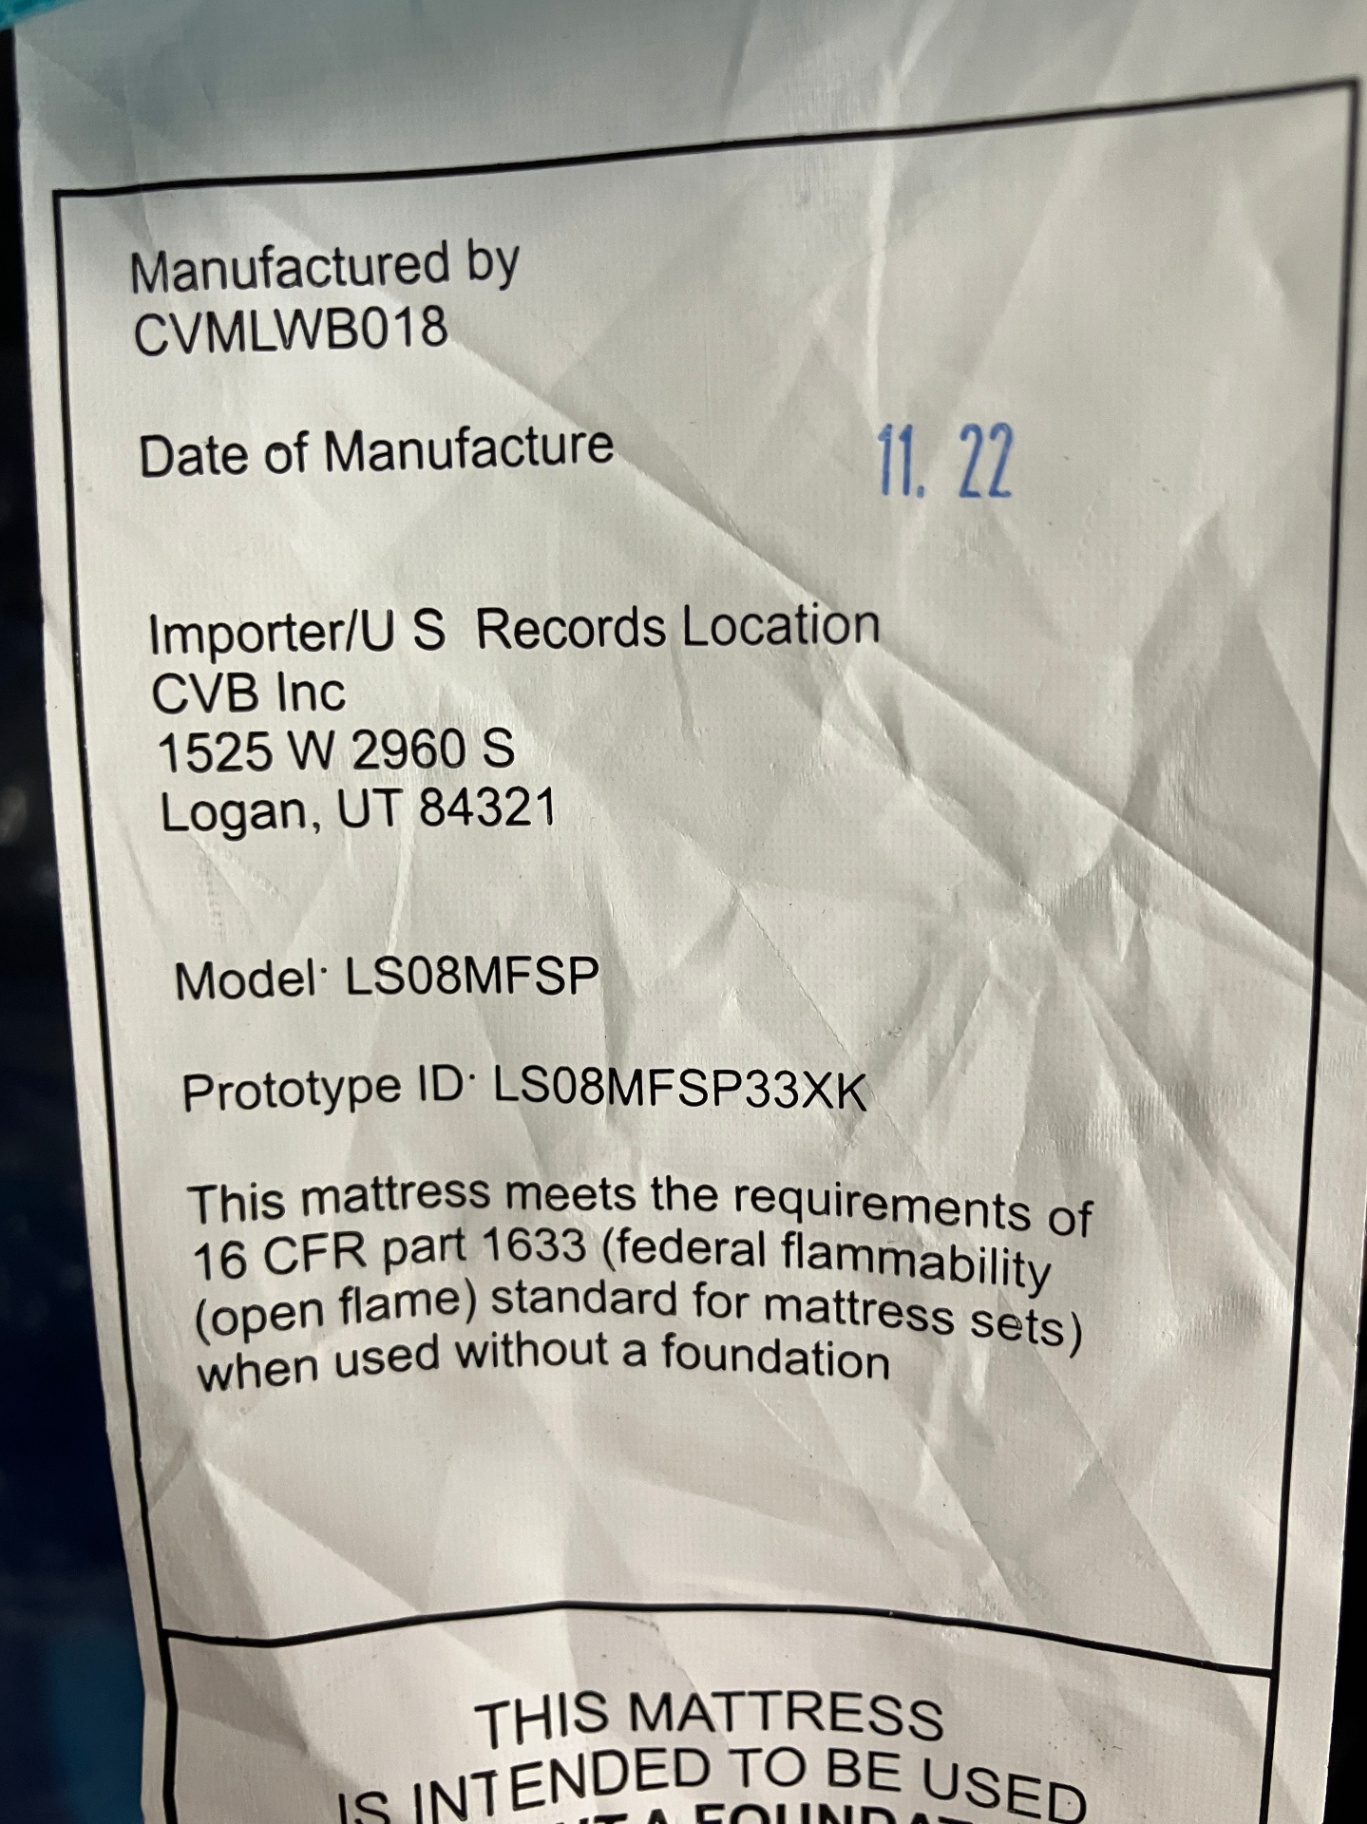 Manufactured by
CVMLWB018
Date of Manufacture 11. 22
Importer/U S Records Location
CVB Inc
1525 W 2960 S
Logan, UT 84321
Model· LS08MFSP
Prototype ID· LS08MFSP33XK
This mattress meets the requirements of
16 CFR part 1633 (federal flammability
(open flame) standard for mattress sets)
when used without a foundation
THIS MATTRESS
IS INTENDED TO BE USED
A